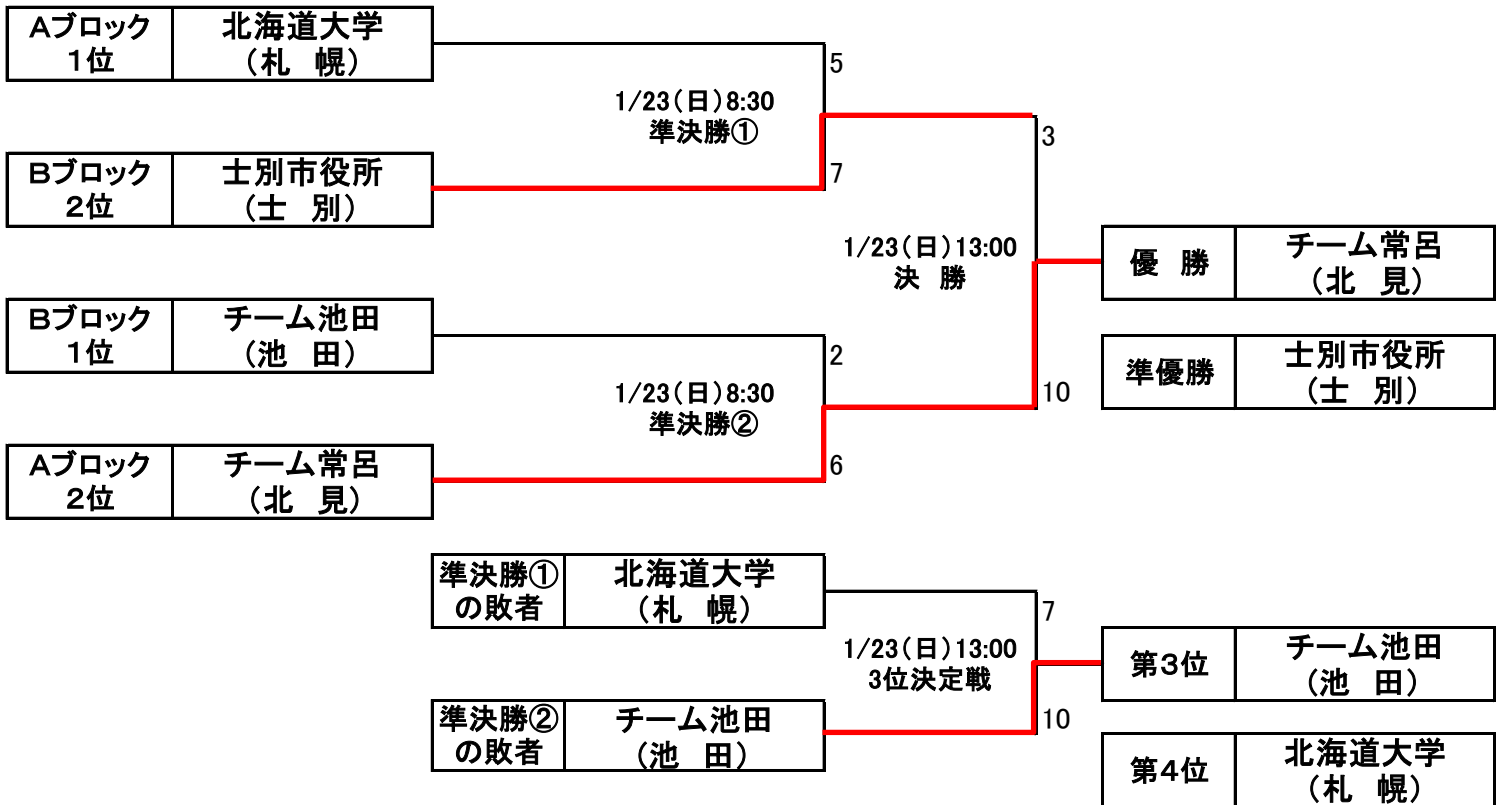 Aブロック
1位
北海道大学
（札　幌）
5
1/23（日）8:30
準決勝①
3
Bブロック
2位
士別市役所
（士　別）
7
1/23（日）13:00
決　勝
優　勝
チーム常呂
（北　見）
Bブロック
1位
チーム池田
（池　田）
2
準優勝
士別市役所
（士　別）
1/23（日）8:30
準決勝②
10
Aブロック
2位
チーム常呂
（北　見）
6
準決勝①
の敗者
北海道大学
（札　幌）
7
1/23（日）13:00
3位決定戦
第3位
チーム池田
（池　田）
準決勝②
の敗者
チーム池田
（池　田）
10
第4位
北海道大学
（札　幌）